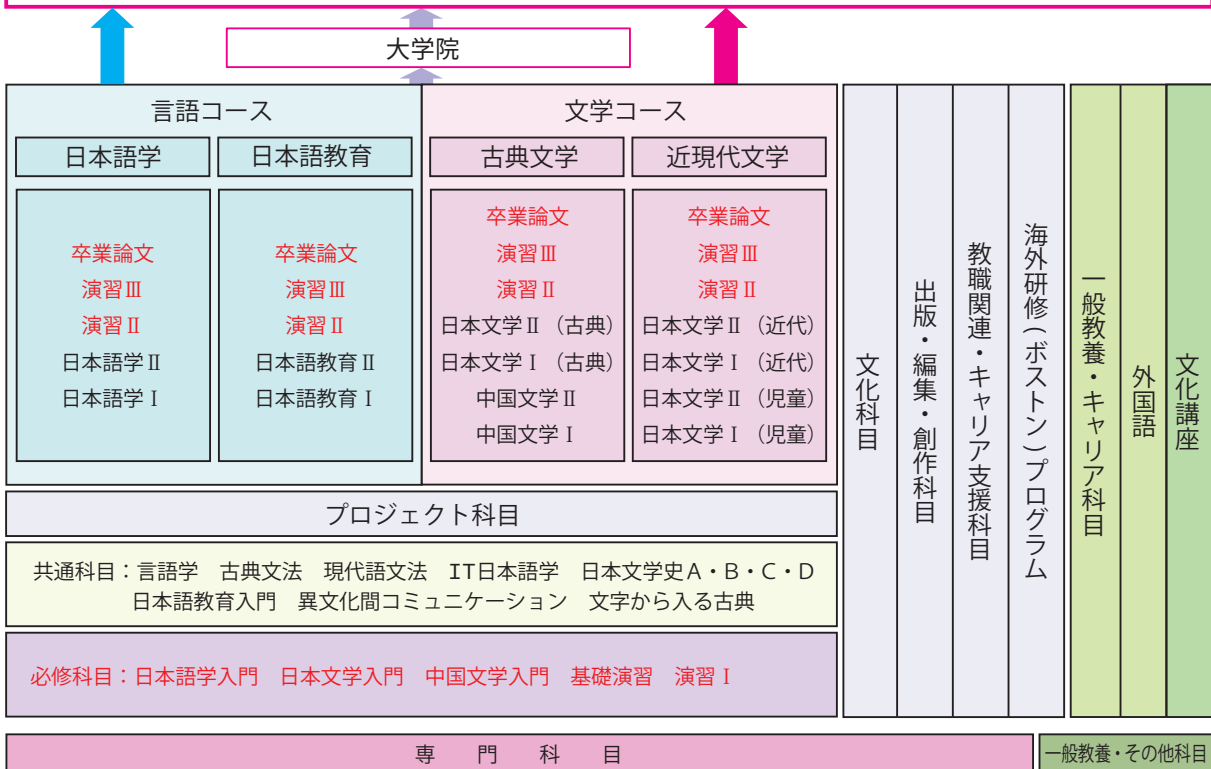 大学院
言語コース
文学コース
日本語学
日本語教育
古典文学
近現代文学
卒業論文
演習Ⅲ
演習Ⅱ
日本語学Ⅱ
日本語学Ⅰ
卒業論文
演習Ⅲ
演習Ⅱ
日本語教育Ⅱ
日本語教育Ⅰ
卒業論文
演習Ⅲ
演習Ⅱ
日本文学Ⅱ（古典）
日本文学Ⅰ（古典）
中国文学Ⅱ
中国文学Ⅰ
卒業論文
演習Ⅲ
演習Ⅱ
日本文学Ⅱ（近代）
日本文学Ⅰ（近代）
日本文学Ⅱ（児童）
日本文学Ⅰ（児童）
プロジェクト科目
共通科目：言語学　古典文法　現代語文法　IT日本語学　日本文学史A・B・C・D
日本語教育入門　異文化間コミュニケーション　文字から入る古典
必修科目：日本語学入門　日本文学入門　中国文学入門　基礎演習　演習Ⅰ
文化科目
出版・編集・創作科目
教職関連・キャリア支援科目
海外研修(ボストン)プログラム
一般教養・キャリア科目
外国語
文化講座
専門科目
一般教養・その他科目